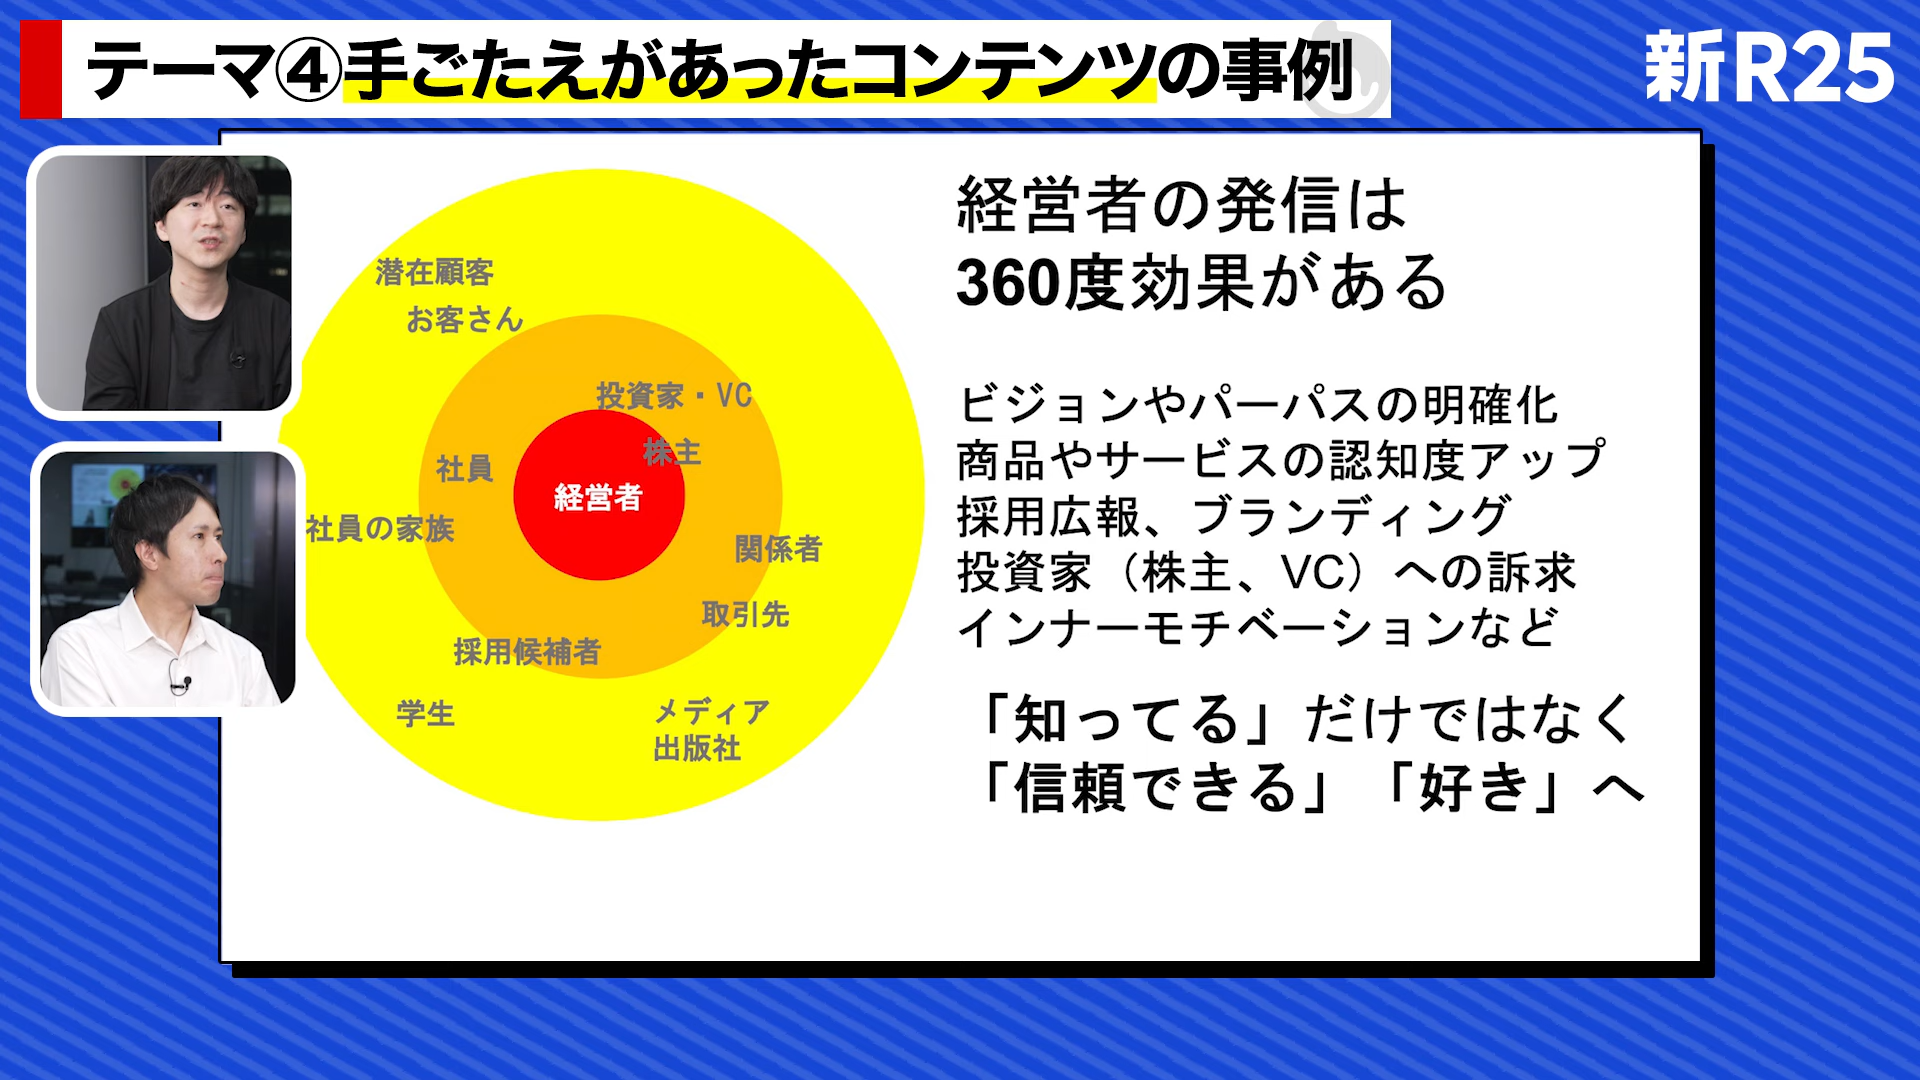 テーマ④手ごたえがあったコンテンツの事例
新R25
潜在顧客
お客さん
投資家・VC
株主
社員
経営者
社員の家族
関係者
取引先
採用候補者
学生
メディア
出版社
経営者の発信は
360度効果がある
ビジョンやパーパスの明確化
商品やサービスの認知度アップ
採用広報、ブランディング
投資家（株主、VC）への訴求
インナーモチベーションなど
「知ってる」だけではなく
「信頼できる」「好き」へ